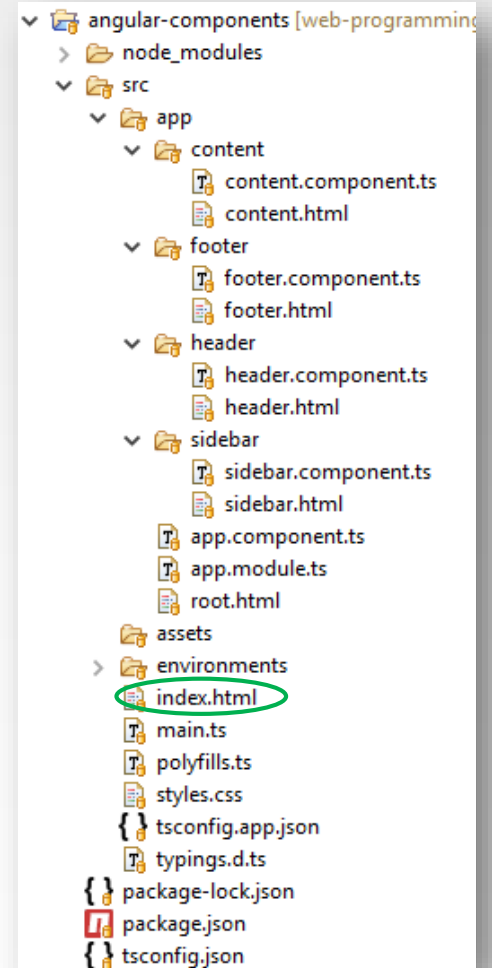 angular-components [web-programming
node_modules
src
app
content
content.component.ts
content.html
footer
footer.component.ts
footer.html
header
header.component.ts
header.html
sidebar
sidebar.component.ts
sidebar.html
app.component.ts
app.module.ts
root.html
assets
environments
index.html
main.ts
polyfills.ts
styles.css
tsconfig.app.json
typings.d.ts
package-lock.json
package.json
tsconfig.json